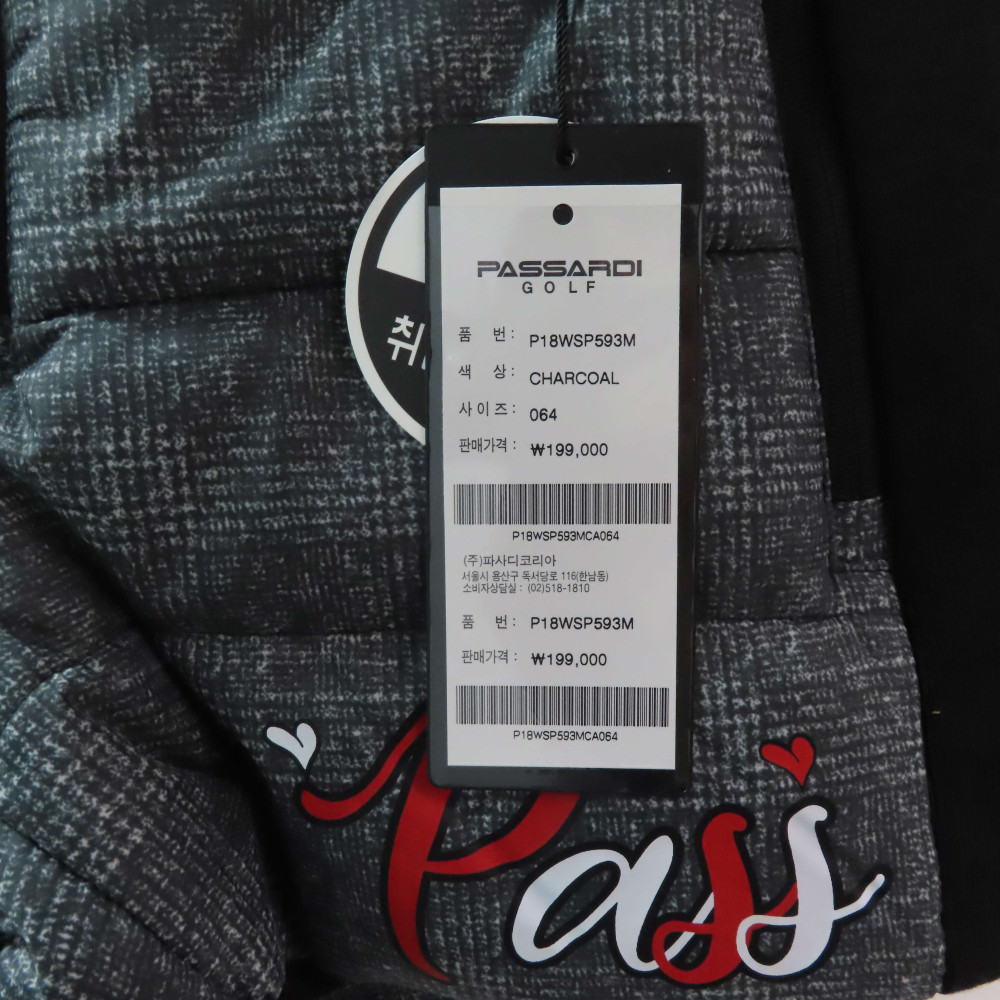 PASSARDI
GOLF
품 번 : P18WSP593M
색 상 : CHARCOAL
사 이 즈 : 064
판매가격 : ₩199,000
P18WSP593MCA064
(주)파사디코리아
서울시 용산구 독서당로 116(한남동)
소비자상담실 : (02)518-1810
품 번 : P18WSP593M
판매가격 : ₩199,000
P18WSP593MCA064
취
Pass